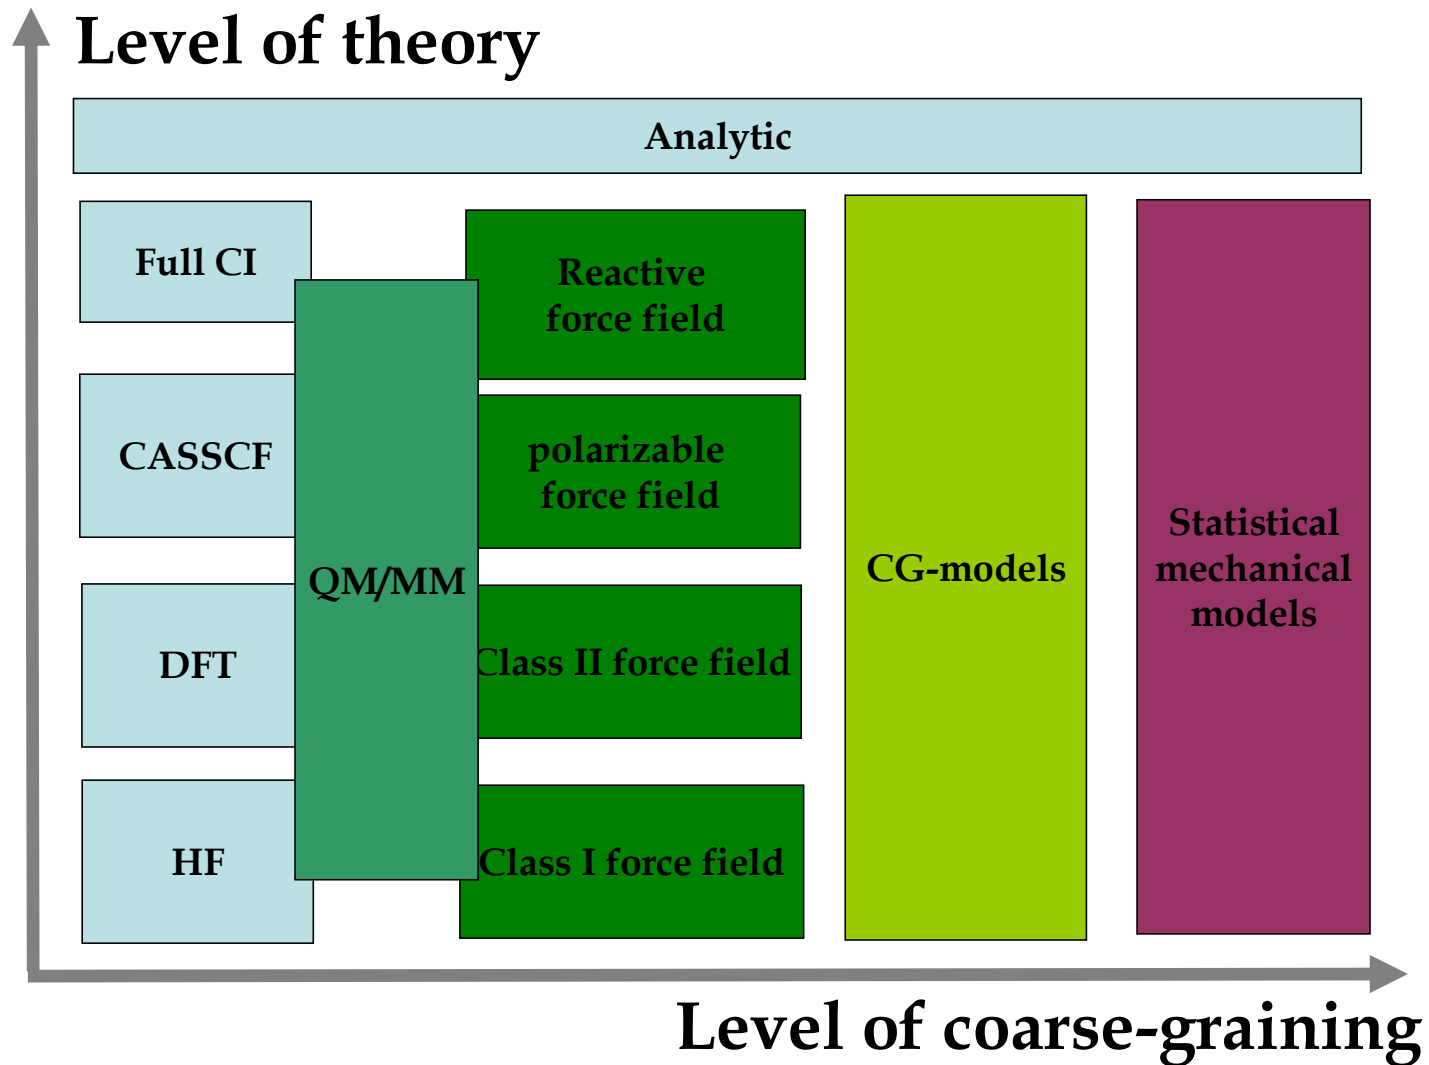 Level of theory
Analytic
Full CI
CASSCF
DFT
HF
QM/MM
Reactive
force field
polarizable
force field
Class II force field
Class I force field
CG-models
Statistical
mechanical
models
Level of coarse-graining